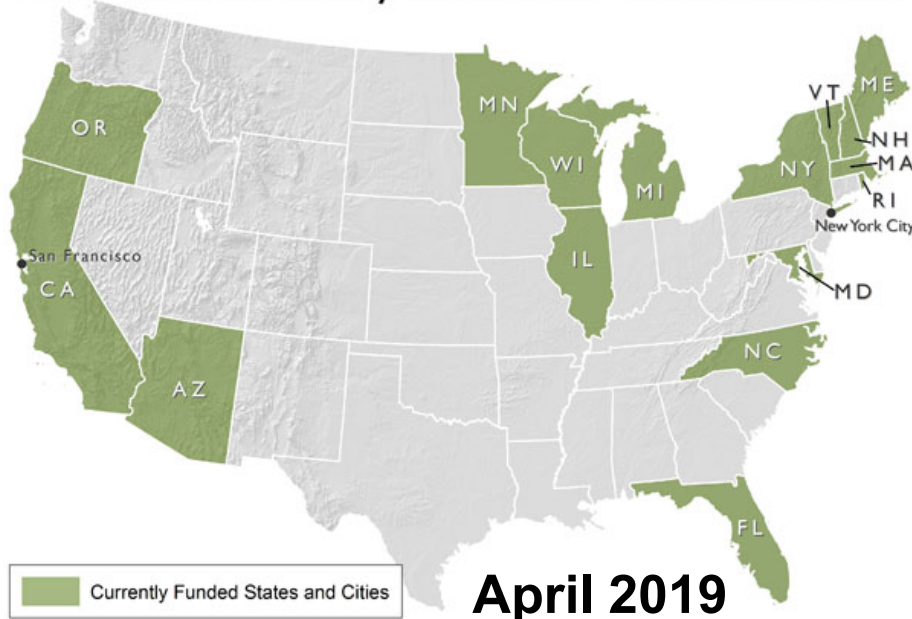 OR
MN
VT
ME
NH
WI
NY
MA
MI
RI
New York City
San Francisco
IL
CA
MD
NC
AZ
FL
Currently Funded States and Cities
April 2019